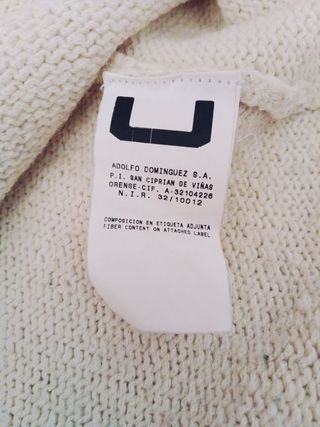 ADOLFO DOMINGUEZ S.A.
P.I. SAN CIPRIAN DE VIÑAS
ORENSE-CIF. A-32104226
N.I.R. 32/10012
COMPOSICION EN ETIQUETA ADJUNTA
FIBER CONTENT ON ATTACHED LABEL